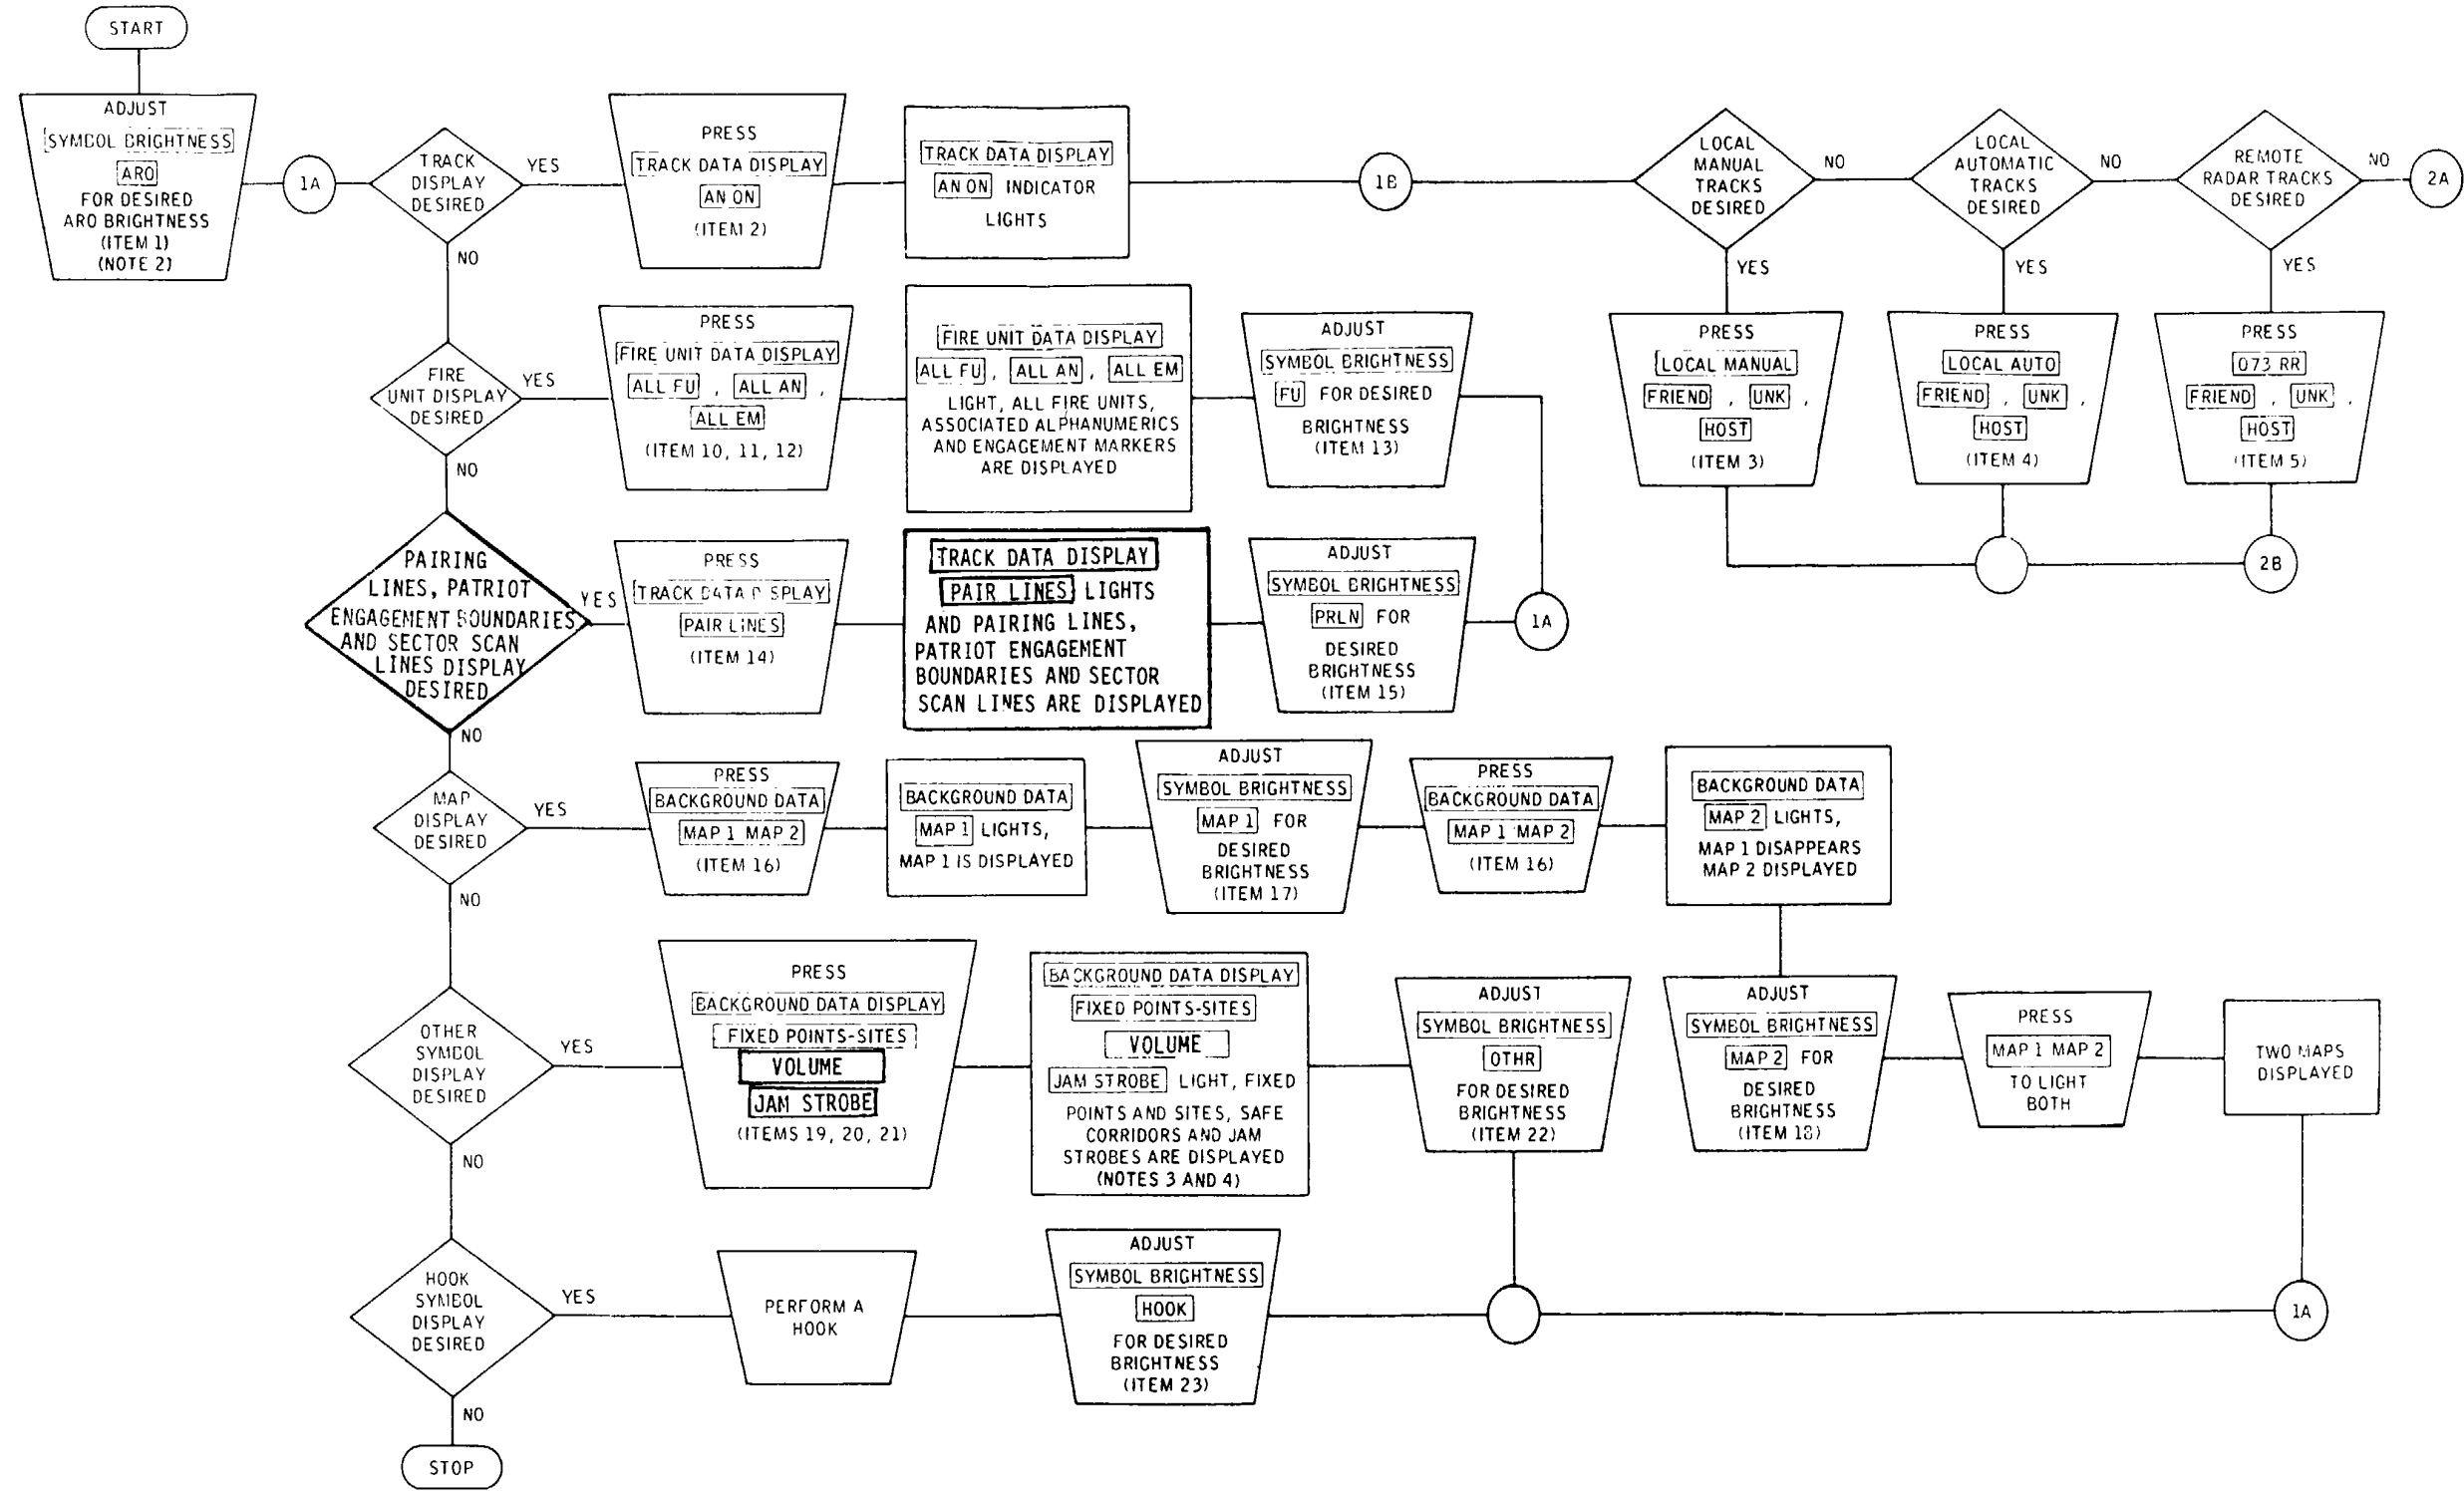 START
ADJUST
SYMBOL BRIGHTNESS
ARO
FOR DESIRED
ARO BRIGHTNESS
(ITEM 1)
(NOTE 2)
1A
TRACK
DISPLAY
DESIRED
YES
NO
PRESS
TRACK DATA DISPLAY
AN ON
(ITEM 2)
TRACK DATA DISPLAY
AN ON INDICATOR
LIGHTS
1B
LOCAL
MANUAL
TRACKS
DESIRED
NO
YES
LOCAL
AUTOMATIC
TRACKS
DESIRED
NO
YES
REMOTE
RADAR TRACKS
DESIRED
NO
YES
2A
PRESS
LOCAL MANUAL
FRIEND , UNK ,
HOST
(ITEM 3)
PRESS
LOCAL AUTO
FRIEND , UNK ,
HOST
(ITEM 4)
PRESS
073 RR
FRIEND , UNK ,
HOST
(ITEM 5)
2B
FIRE
UNIT DISPLAY
DESIRED
YES
NO
PRESS
FIRE UNIT DATA DISPLAY
ALL FU , ALL AN ,
ALL EM
(ITEM 10, 11, 12)
FIRE UNIT DATA DISPLAY
ALL FU , ALL AN , ALL EM
LIGHT, ALL FIRE UNITS,
ASSOCIATED ALPHANUMERICS
AND ENGAGEMENT MARKERS
ARE DISPLAYED
ADJUST
SYMBOL BRIGHTNESS
FU FOR DESIRED
BRIGHTNESS
(ITEM 13)
PAIRING
LINES, PATRIOT
ENGAGEMENT BOUNDARIES
AND SECTOR SCAN
LINES DISPLAY
DESIRED
YES
NO
PRESS
TRACK DATA DISPLAY
PAIR LINES
(ITEM 14)
TRACK DATA DISPLAY
PAIR LINES LIGHTS
AND PAIRING LINES,
PATRIOT ENGAGEMENT
BOUNDARIES AND SECTOR
SCAN LINES ARE DISPLAYED
ADJUST
SYMBOL BRIGHTNESS
PRLN FOR
DESIRED
BRIGHTNESS
(ITEM 15)
1A
MAP
DISPLAY
DESIRED
YES
NO
PRESS
BACKGROUND DATA
MAP 1 MAP 2
(ITEM 16)
BACKGROUND DATA
MAP 1 LIGHTS,
MAP 1 IS DISPLAYED
ADJUST
SYMBOL BRIGHTNESS
MAP 1 FOR
DESIRED
BRIGHTNESS
(ITEM 17)
PRESS
BACKGROUND DATA
MAP 1 MAP 2
(ITEM 16)
BACKGROUND DATA
MAP 2 LIGHTS,
MAP 1 DISAPPEARS
MAP 2 DISPLAYED
OTHER
SYMBOL
DISPLAY
DESIRED
YES
NO
PRESS
BACKGROUND DATA DISPLAY
FIXED POINTS-SITES
VOLUME
JAM STROBE
(ITEMS 19, 20, 21)
BACKGROUND DATA DISPLAY
FIXED POINTS-SITES
VOLUME
JAM STROBE LIGHT, FIXED
POINTS AND SITES, SAFE
CORRIDORS AND JAM
STROBES ARE DISPLAYED
(NOTES 3 AND 4)
ADJUST
SYMBOL BRIGHTNESS
OTHR
FOR DESIRED
BRIGHTNESS
(ITEM 22)
ADJUST
SYMBOL BRIGHTNESS
MAP 2 FOR
DESIRED
BRIGHTNESS
(ITEM 18)
PRESS
MAP 1 MAP 2
TO LIGHT
BOTH
TWO MAPS
DISPLAYED
HOOK
SYMBOL
DISPLAY
DESIRED
YES
NO
PERFORM A
HOOK
ADJUST
SYMBOL BRIGHTNESS
HOOK
FOR DESIRED
BRIGHTNESS
(ITEM 23)
1A
STOP